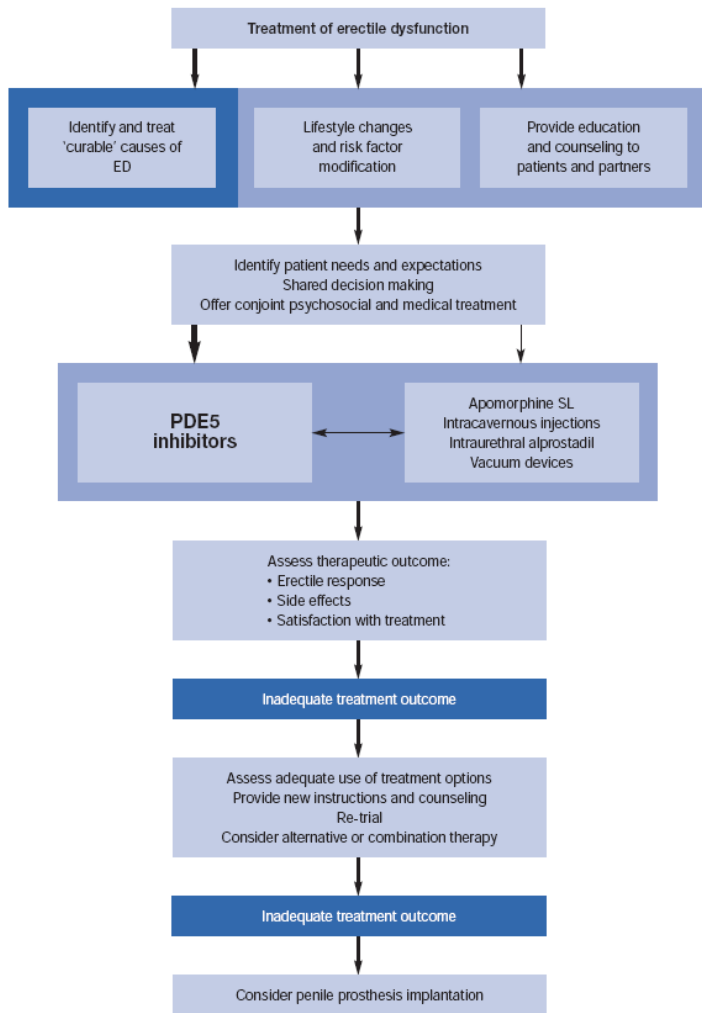 Treatment of erectile dysfunction
Identify and treat
‘curable’ causes of
ED
Lifestyle changes
and risk factor
modification
Provide education
and counseling to
patients and partners
Identify patient needs and expectations
Shared decision making
Offer conjoint psychosocial and medical treatment
PDE5
inhibitors
Apomorphine SL
Intracavernous injections
Intraurethral alprostadil
Vacuum devices
Assess therapeutic outcome:
• Erectile response
• Side effects
• Satisfaction with treatment
Inadequate treatment outcome
Assess adequate use of treatment options
Provide new instructions and counseling
Re-trial
Consider alternative or combination therapy
Inadequate treatment outcome
Consider penile prosthesis implantation